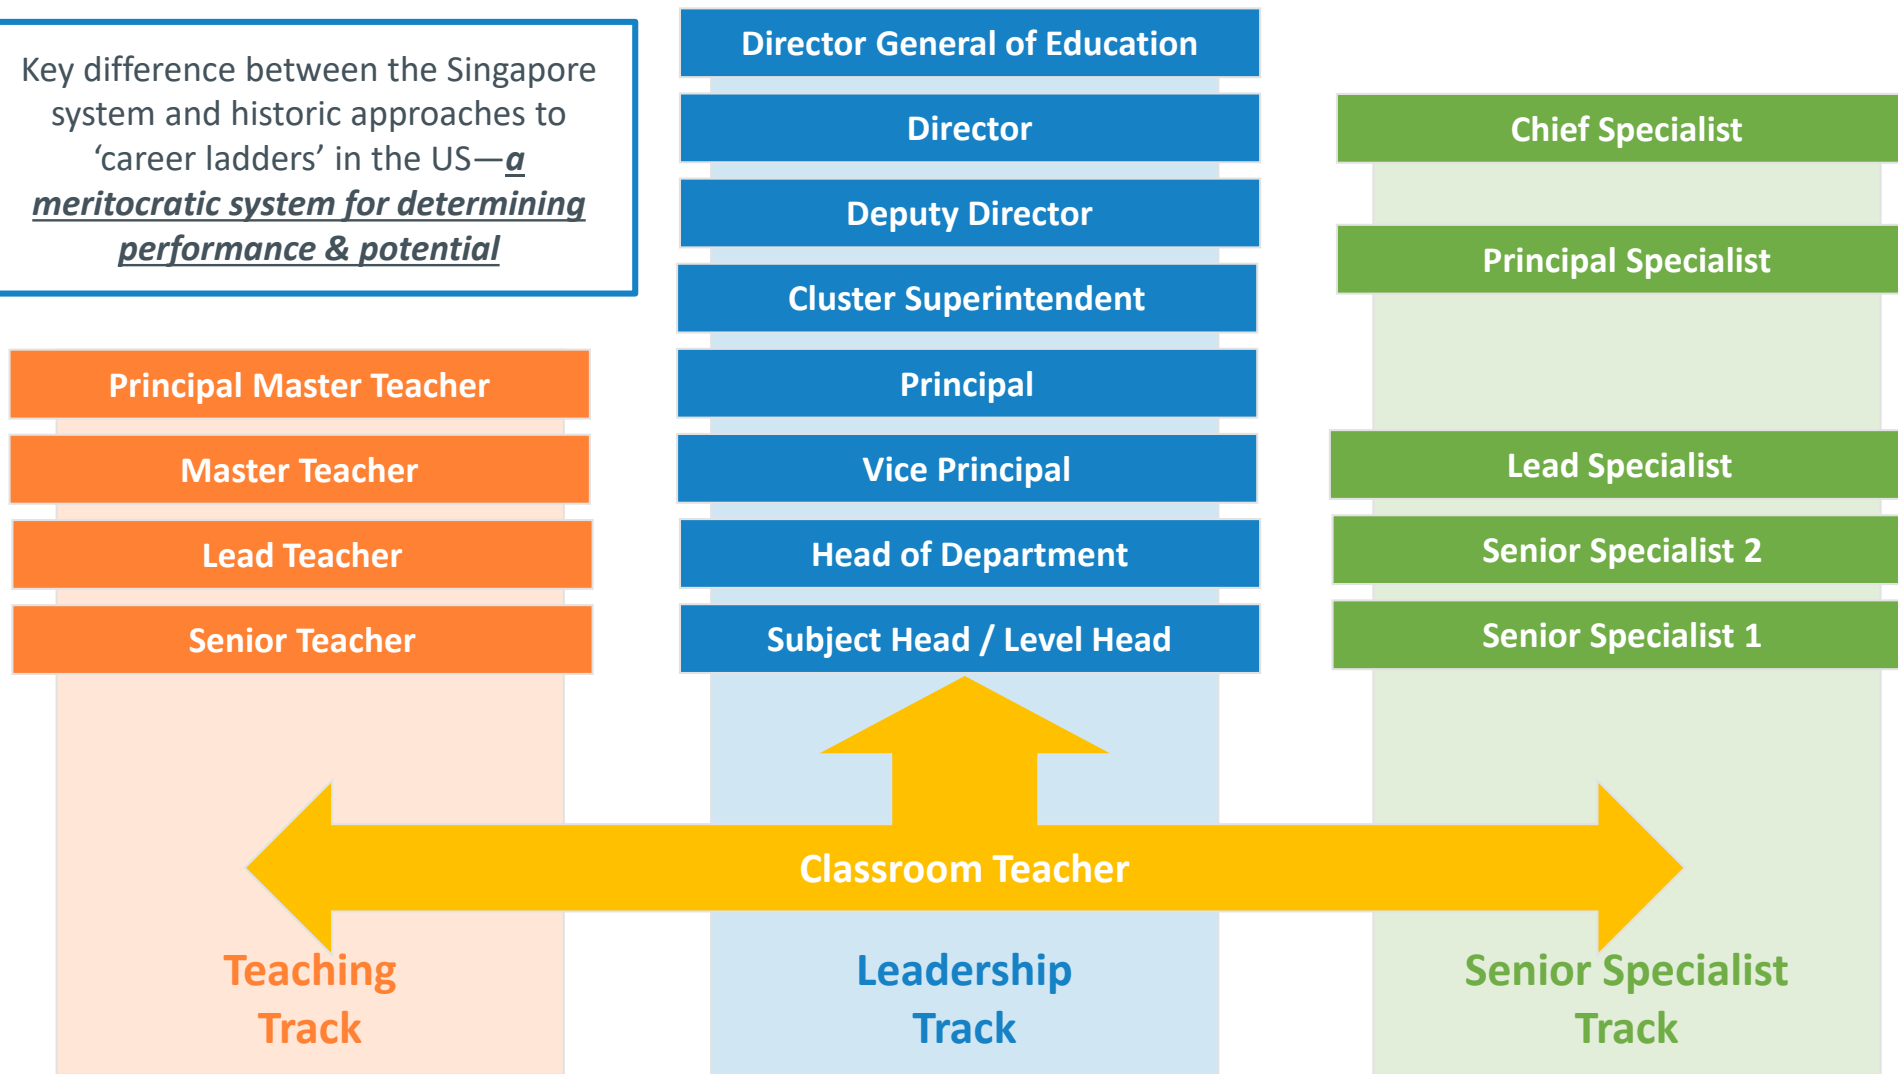 Key difference between the Singapore
system and historic approaches to
‘career ladders’ in the US—a
meritocratic system for determining
performance & potential
Principal Master Teacher
Master Teacher
Lead Teacher
Senior Teacher
Director General of Education
Director
Deputy Director
Cluster Superintendent
Principal
Vice Principal
Head of Department
Subject Head / Level Head
Chief Specialist
Principal Specialist
Lead Specialist
Senior Specialist 2
Senior Specialist 1
Classroom Teacher
Teaching
Track
Leadership
Track
Senior Specialist
Track